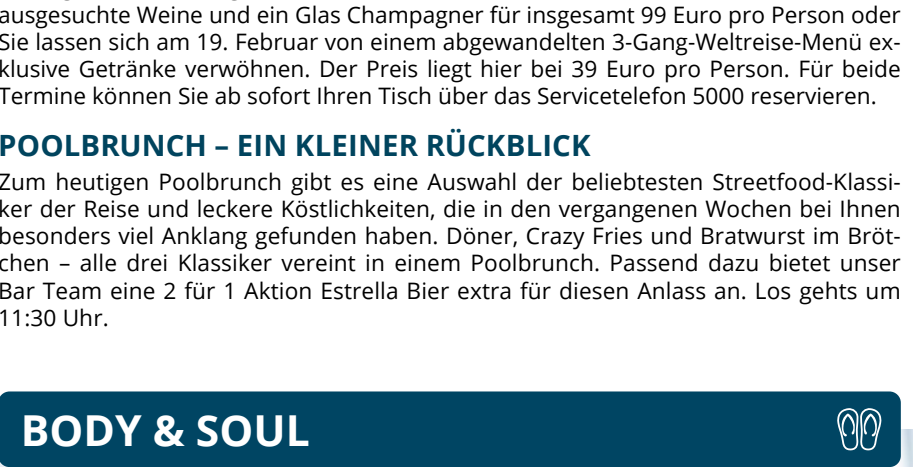 ausgesuchte Weine und ein Glas Champagner für insgesamt 99 Euro pro Person oder
Sie lassen sich am 19. Februar von einem abgewandelten 3-Gang-Weltreise-Menü ex-
klusive Getränke verwöhnen. Der Preis liegt hier bei 39 Euro pro Person. Für beide
Termine können Sie ab sofort Ihren Tisch über das Servicetelefon 5000 reservieren.
POOLBRUNCH – EIN KLEINER RÜCKBLICK
Zum heutigen Poolbrunch gibt es eine Auswahl der beliebtesten Streetfood-Klassi-
ker der Reise und leckere Köstlichkeiten, die in den vergangenen Wochen bei Ihnen
besonders viel Anklang gefunden haben. Döner, Crazy Fries und Bratwurst im Bröt-
chen – alle drei Klassiker vereint in einem Poolbrunch. Passend dazu bietet unser
Bar Team eine 2 für 1 Aktion Estrella Bier extra für diesen Anlass an. Los gehts um
11:30 Uhr.
BODY & SOUL